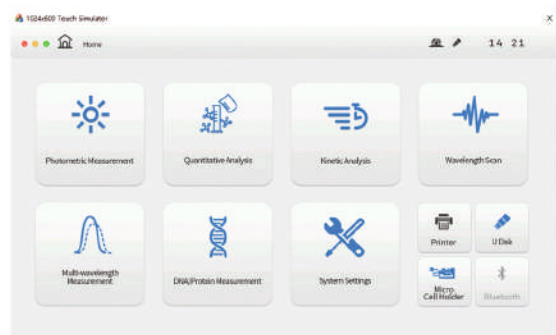 1024x600 Touch Simulator
Home
14 21
Photometric Measurement
Quantitative Analysis
Kinetic Analysis
Wavelength Scan
Multi-wavelength
Measurement
DNA/Protein Measurement
System Settings
Printer
U Disk
Micro
Cell Holder
Bluetooth